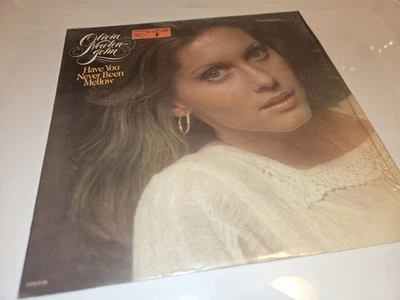 Olivia
Newton-
John
Have You
Never Been
Mellow